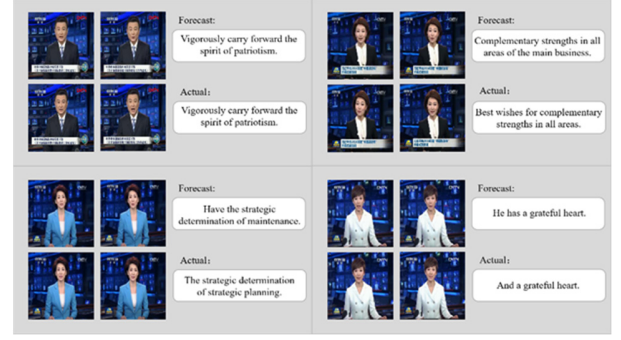 Forecast:
Vigorously carry forward the
spirit of patriotism.
Actual:
Vigorously carry forward the
spirit of patriotism.
Forecast:
Complementary strengths in all
areas of the main business.
Actual:
Best wishes for complementary
strengths in all areas.
Forecast:
Have the strategic
determination of maintenance.
Actual:
The strategic determination
of strategic planning.
Forecast:
He has a grateful heart.
Actual:
And a grateful heart.